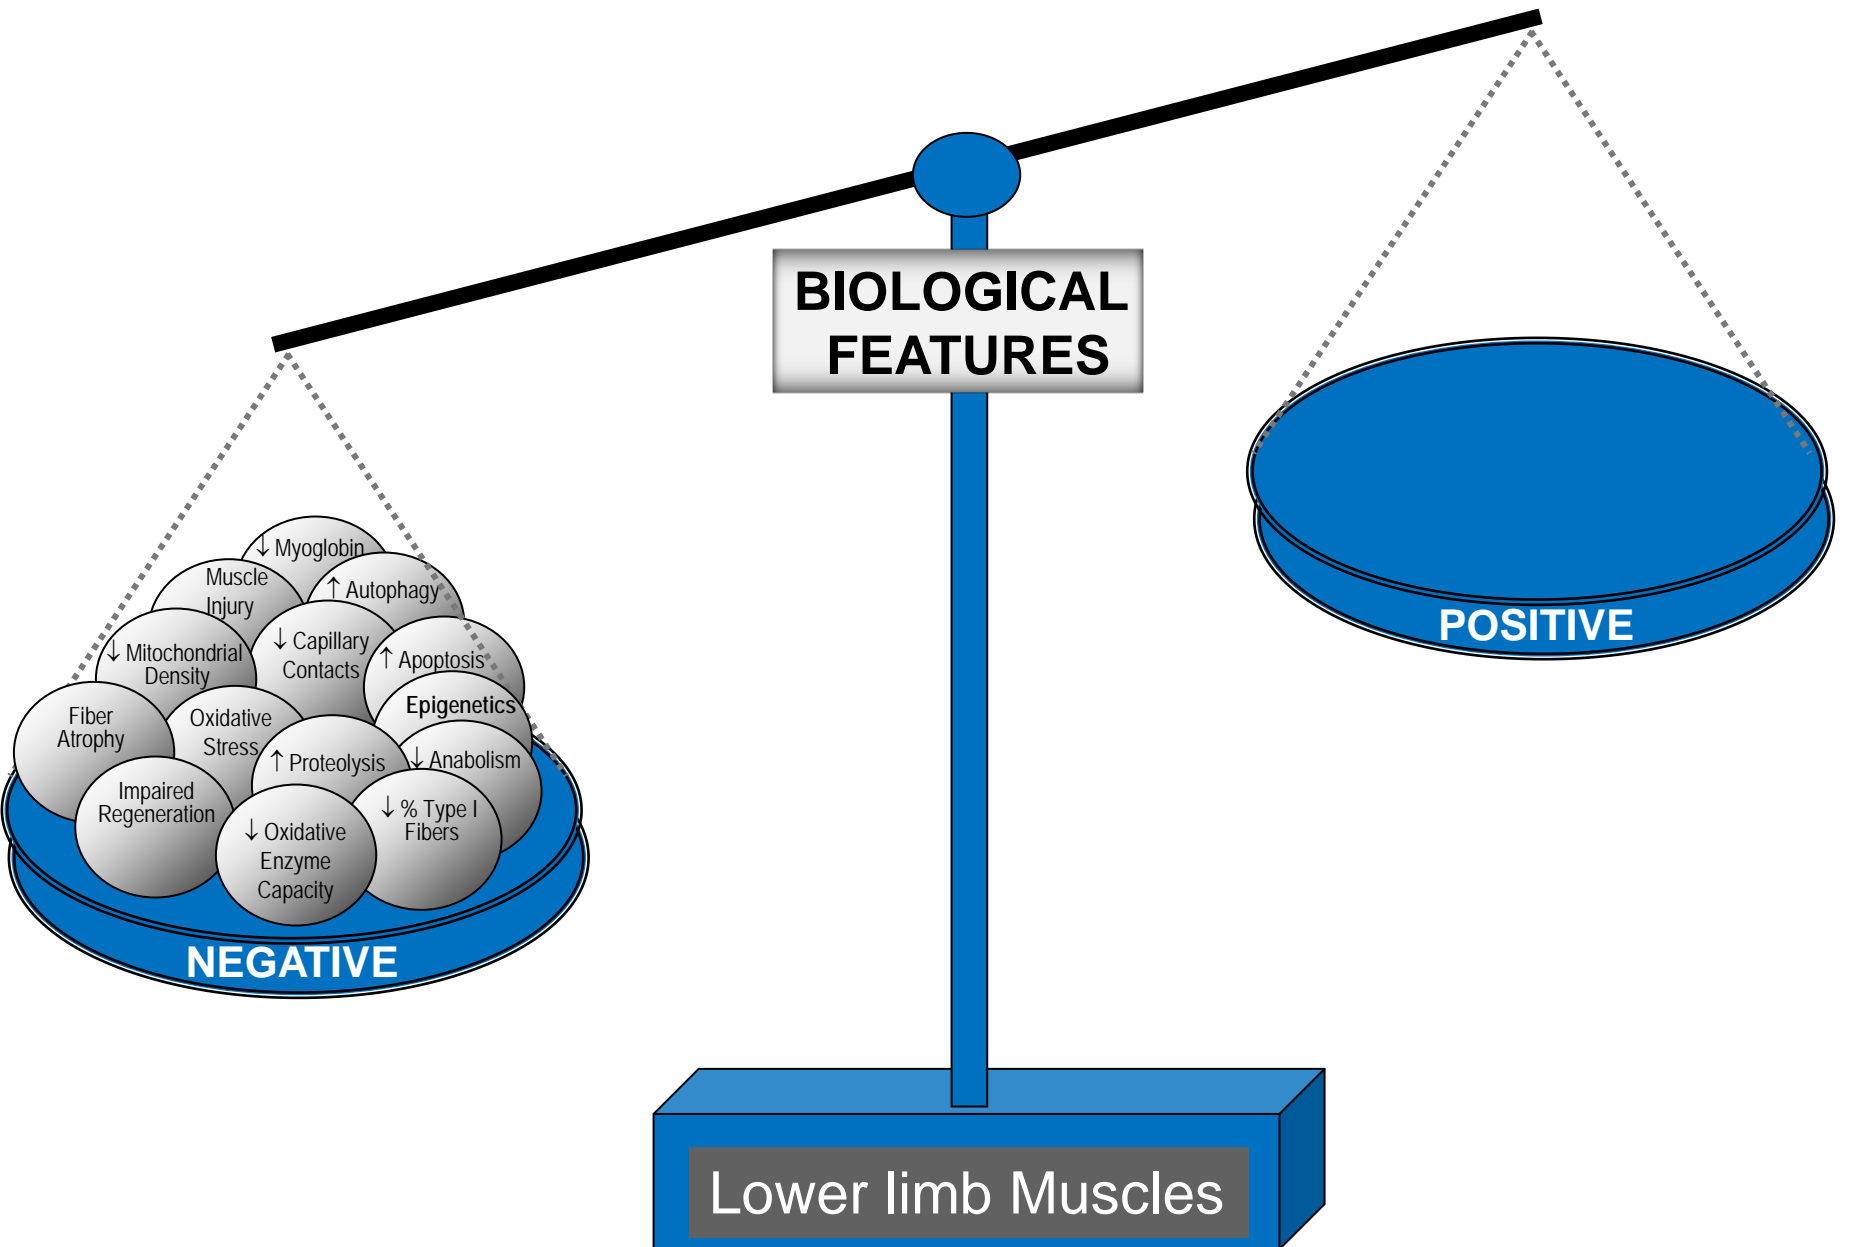 BIOLOGICAL
FEATURES
↓ Myoglobin
Muscle
Injury
↑ Autophagy
↓ Mitochondrial
Density
↓ Capillary
Contacts
↑ Apoptosis
Epigenetics
Fiber
Atrophy
Oxidative
Stress
↑ Proteolysis
↓ Anabolism
Impaired
Regeneration
↓ Oxidative
Enzyme
Capacity
↓ % Type I
Fibers
NEGATIVE
POSITIVE
Lower limb Muscles